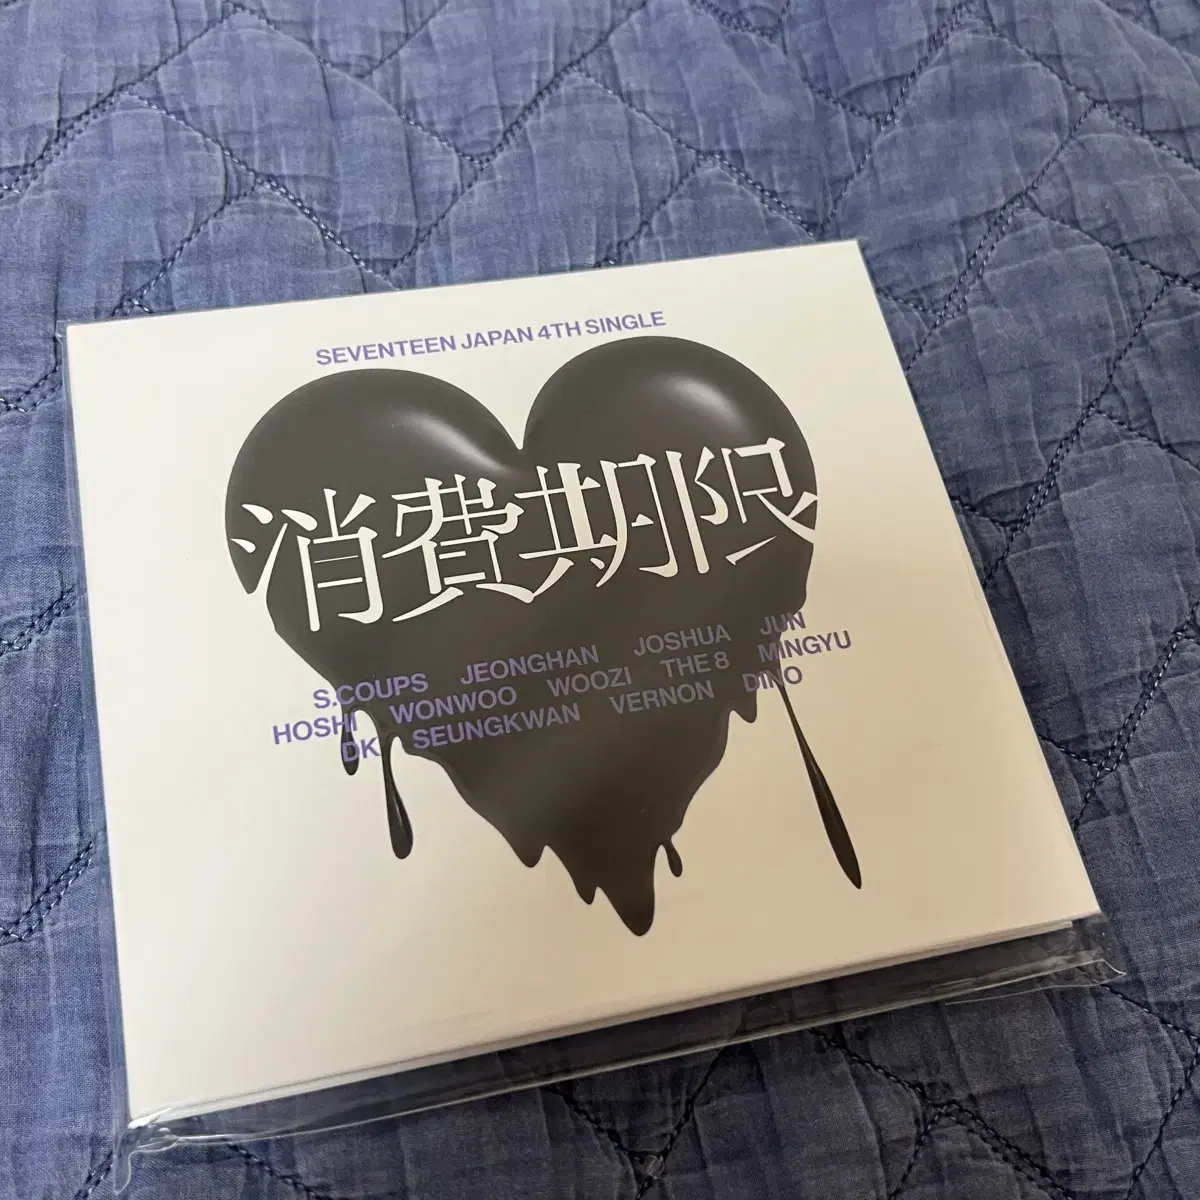 SEVENTEEN JAPAN 4TH SINGLE
消費期限
S.COUPS JEONGHAN JOSHUA JUN
HOSHI WONWOO WOOZI THE 8 MINGYU
DK SEUNGKWAN VERNON DINO